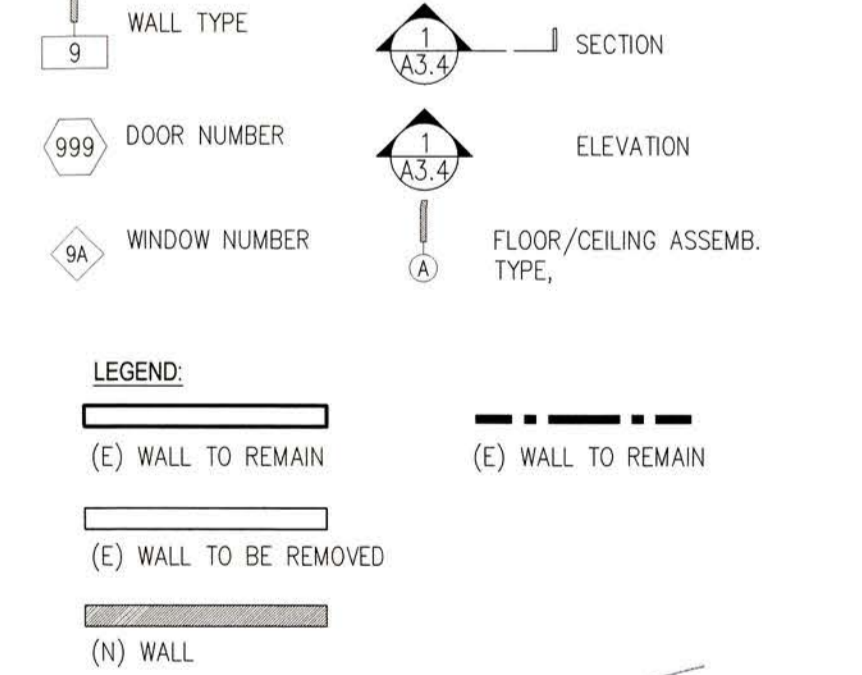 WALL TYPE
9
1
A3.4
SECTION
999
DOOR NUMBER
1
A3.4
ELEVATION
9A
WINDOW NUMBER
A
FLOOR/CEILING ASSEMB.
TYPE,
LEGEND:
(E) WALL TO REMAIN
(E) WALL TO REMAIN
(E) WALL TO BE REMOVED
(N) WALL